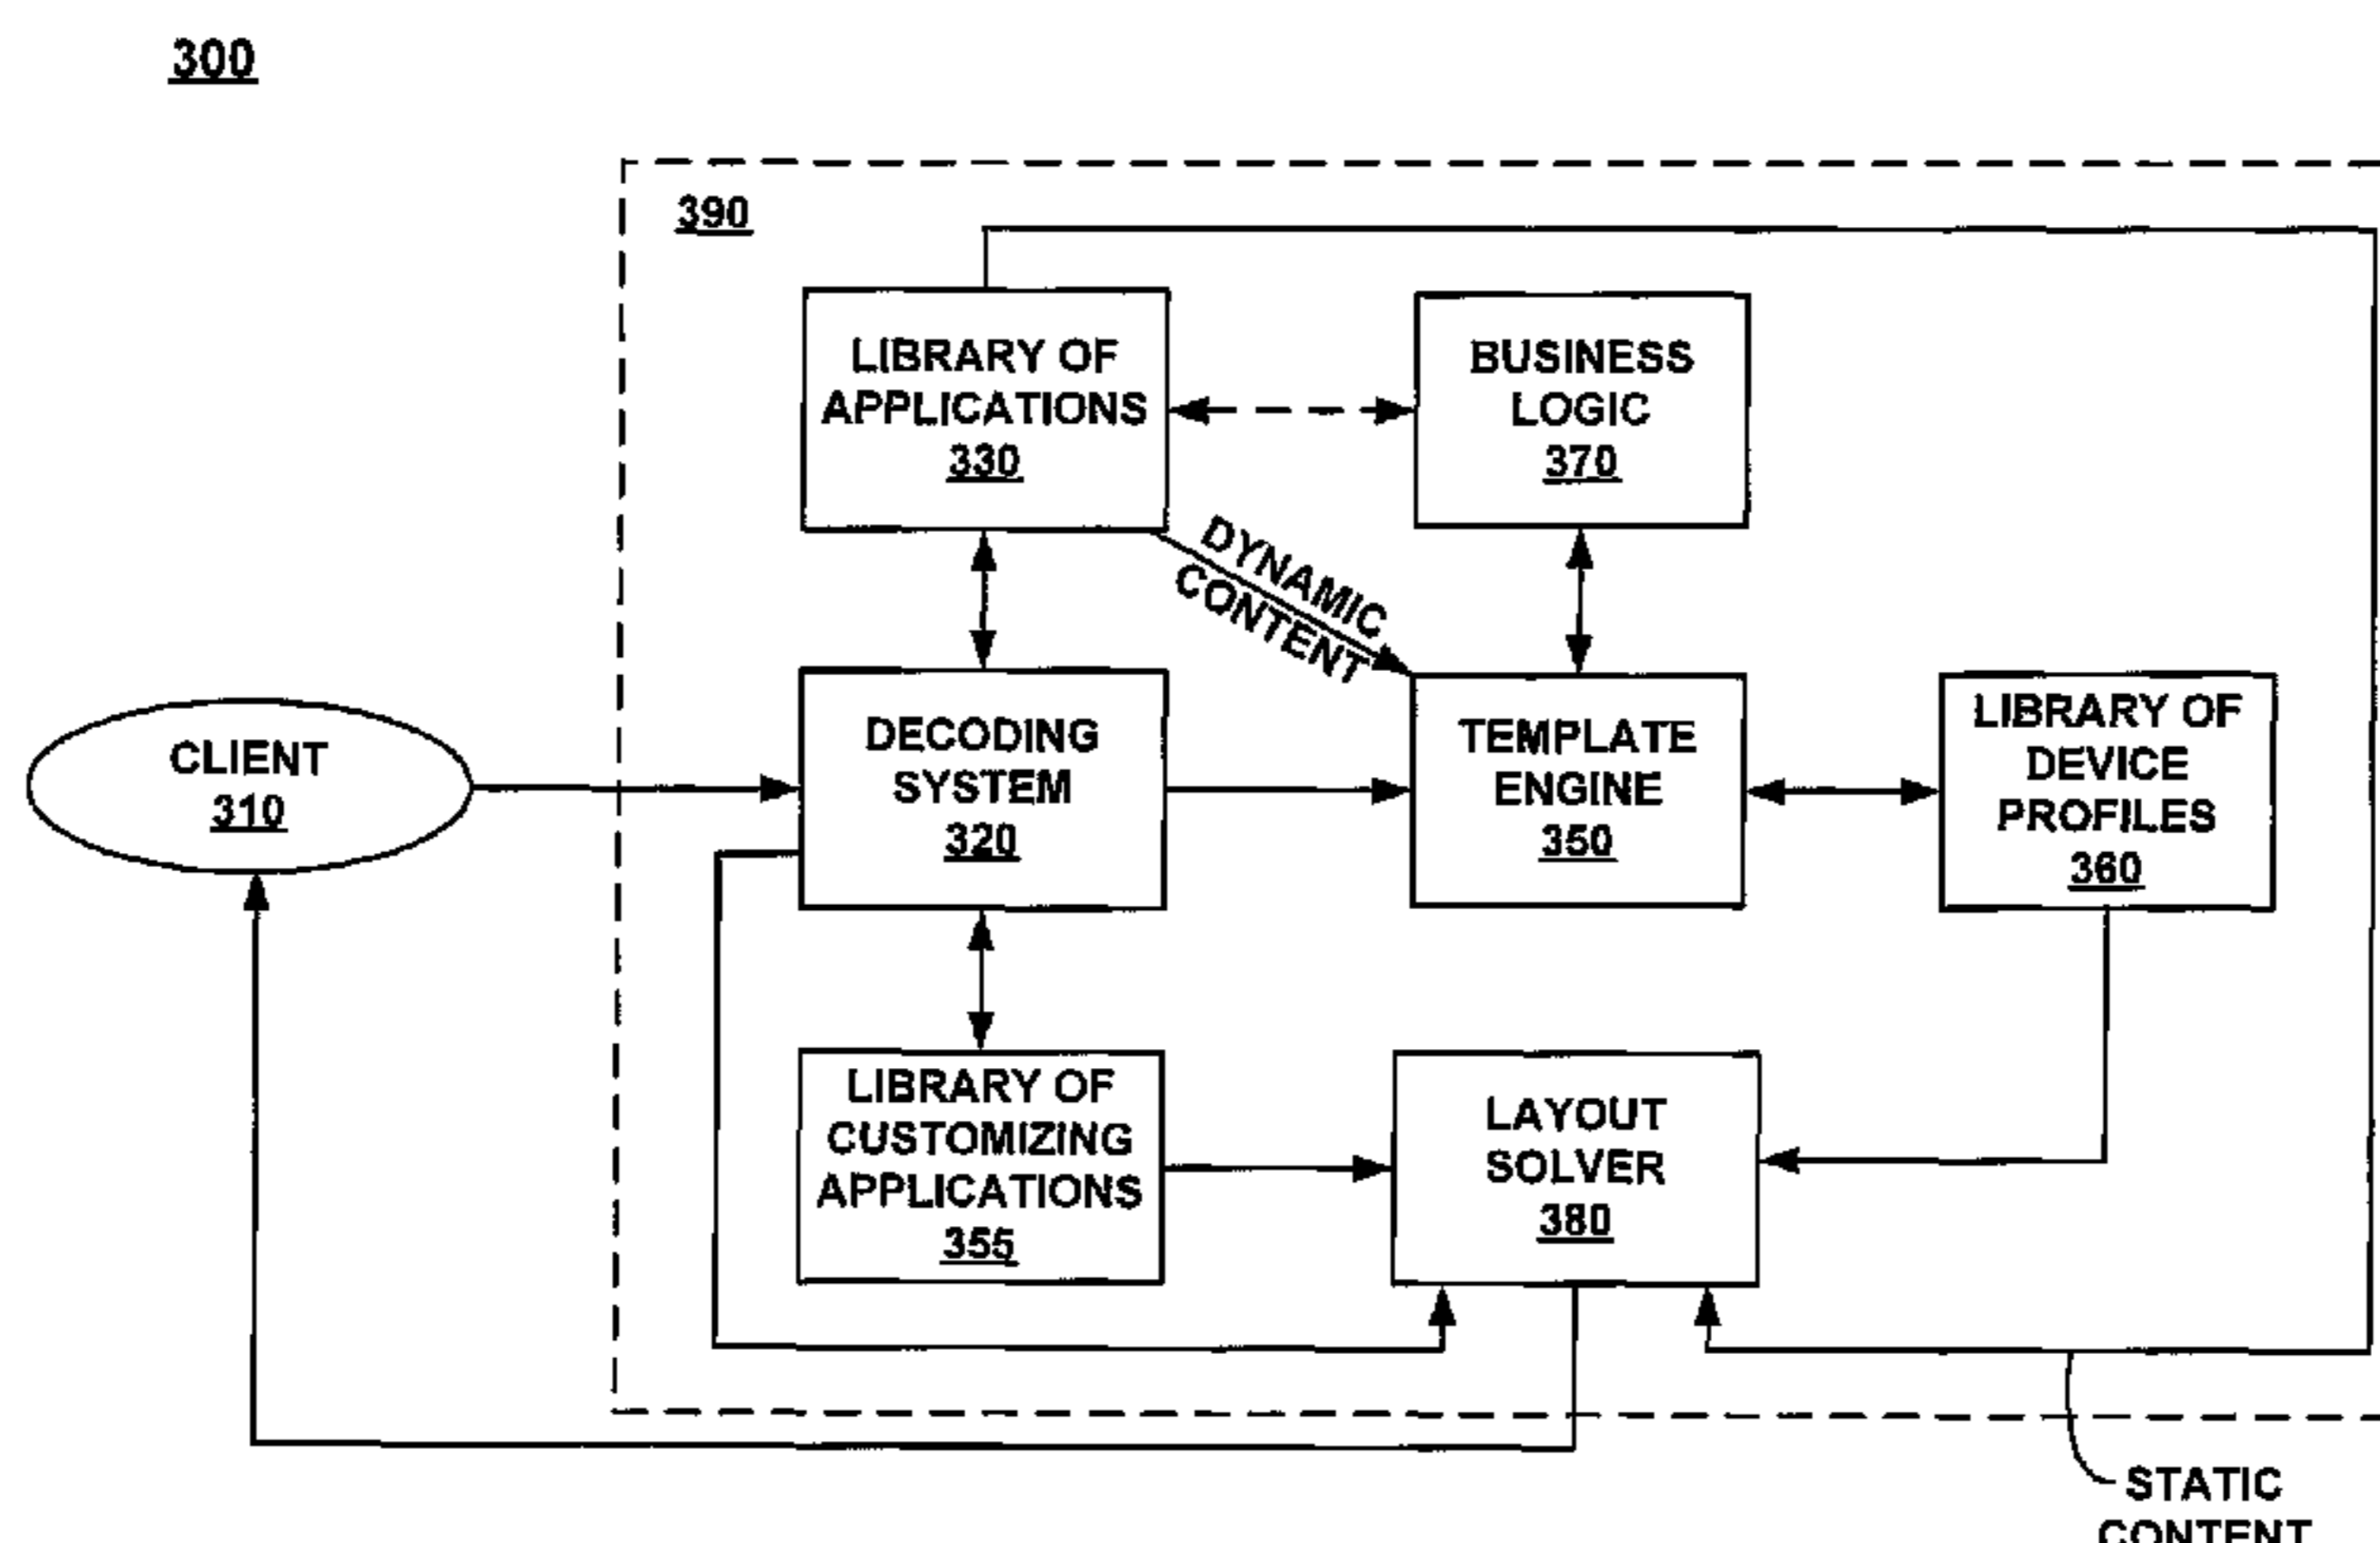 300
390
LIBRARY OF
APPLICATIONS
330
BUSINESS
LOGIC
370
DYNAMIC
CONTENT
CLIENT
310
DECODING
SYSTEM
320
TEMPLATE
ENGINE
350
LIBRARY OF
DEVICE
PROFILES
360
LIBRARY OF
CUSTOMIZING
APPLICATIONS
355
LAYOUT
SOLVER
380
STATIC
CONTENT